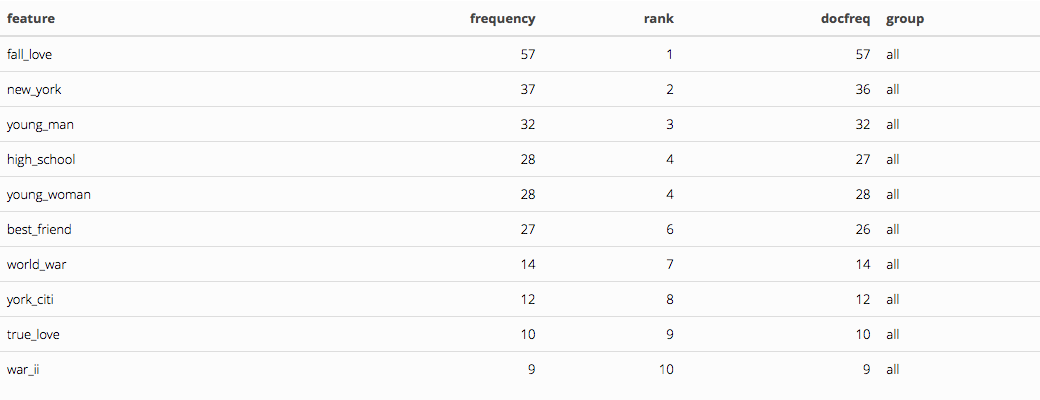 feature frequency rank docfreq group
fall_love 57 1 57 all
new_york 37 2 36 all
young_man 32 3 32 all
high_school 28 4 27 all
young_woman 28 4 28 all
best_friend 27 6 26 all
world_war 14 7 14 all
york_citi 12 8 12 all
true_love 10 9 10 all
war_ii 9 10 9 all